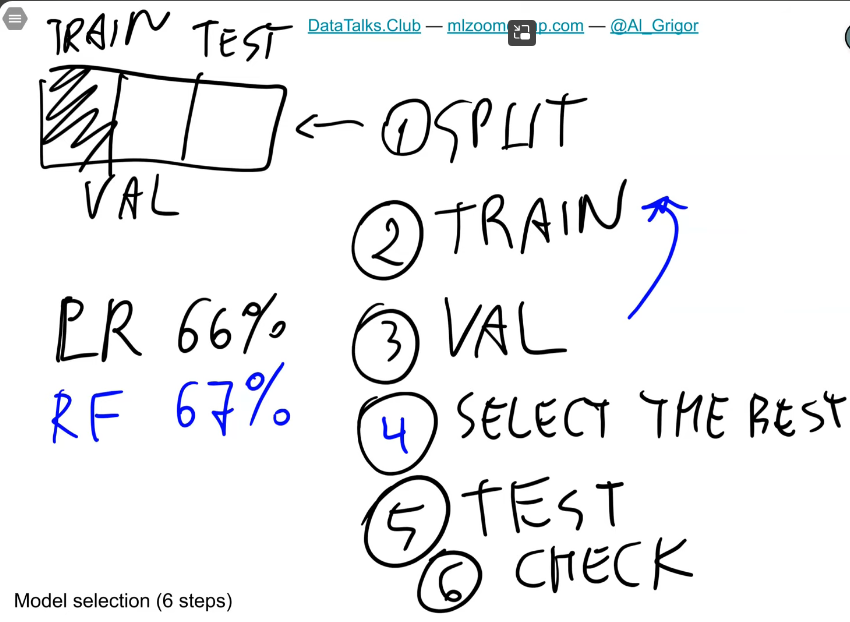 TRAIN TEST
DataTalks.Club — mlzoom p.com — @Al_Grigor
VAL
① SPLIT
② TRAIN
③ VAL
④ SELECT THE BEST
⑤ TEST
⑥ CHECK
LR 66%
RF 67%
Model selection (6 steps)